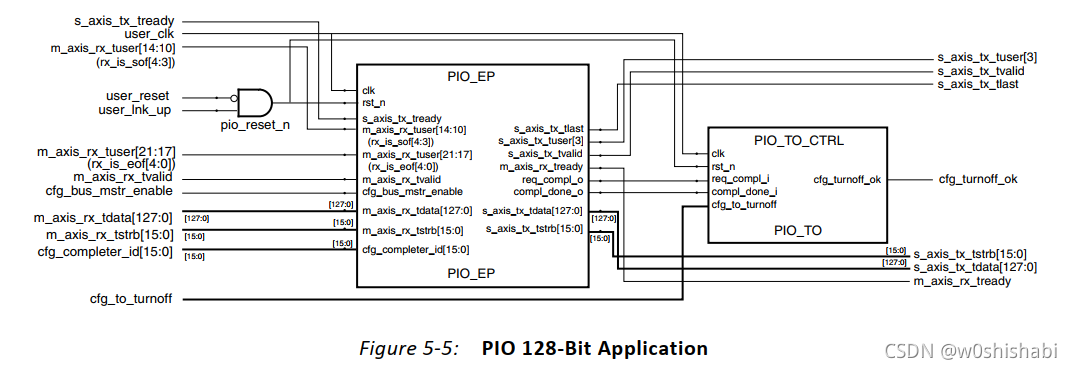 s_axis_tx_tready
user_clk
m_axis_rx_tuser[14:10]
(rx_is_sof[4:3])
user_reset
user_lnk_up
pio_reset_n
m_axis_rx_tuser[21:17]
(rx_is_eof[4:0])
m_axis_rx_tvalid
cfg_bus_mstr_enable
m_axis_rx_tdata[127:0]
[127:0]
m_axis_rx_tstrb[15:0]
[15:0]
cfg_completer_id[15:0]
[15:0]
cfg_to_turnoff
PIO_EP
clk
rst_n
s_axis_tx_tready
m_axis_rx_tuser[14:10]
(rx_is_sof[4:3])
m_axis_rx_tuser[21:17]
(rx_is_eof[4:0])
m_axis_rx_tvalid
cfg_bus_mstr_enable
[127:0]
m_axis_rx_tdata[127:0]
[15:0]
m_axis_rx_tstrb[15:0]
[15:0]
cfg_completer_id[15:0]
s_axis_tx_tlast
s_axis_tx_tuser[3]
s_axis_tx_tvalid
m_axis_rx_tready
req_compl_o
compl_done_o
s_axis_tx_tdata[127:0]
[127:0]
s_axis_tx_tstrb[15:0]
[15:0]
PIO_EP
PIO_TO_CTRL
clk
rst_n
req_compl_i
compl_done_i
cfg_to_turnoff
cfg_turnoff_ok
PIO_TO
s_axis_tx_tuser[3]
s_axis_tx_tvalid
s_axis_tx_tlast
cfg_turnoff_ok
[15:0]
s_axis_tx_tstrb[15:0]
[127:0]
s_axis_tx_tdata[127:0]
m_axis_rx_tready
Figure 5-5: PIO 128-Bit Application
CSDN @w0shishabi